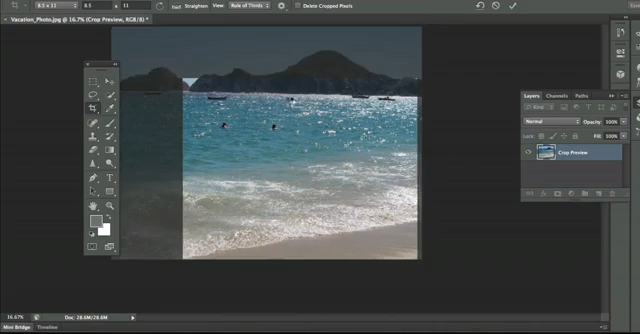 8.5 x 11 8.5 11 Straighten Rule of Thirds Delete Cropped Pixels
Vacation_Photo.jpg @ 16.7% (Crop Preview, RGB/8) *
Layers Channels Paths
Kind
Normal Opacity: 100%
Lock: Fill: 100%
Crop Preview
16.67% Doc: 28.6M/28.6M
Mini Bridge Timeline